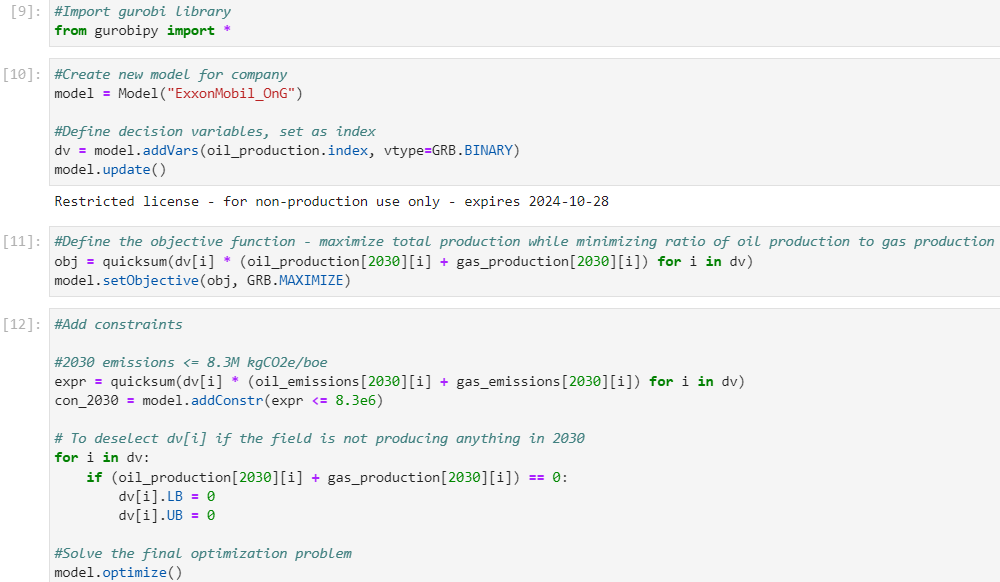 [9]: #Import gurobi library
from gurobipy import *
[10]: #Create new model for company
model = Model("ExxonMobil_OnG")
#Define decision variables, set as index
dv = model.addVars(oil_production.index, vtype=GRB.BINARY)
model.update()
Restricted license - for non-production use only - expires 2024-10-28
[11]: #Define the objective function - maximize total production while minimizing ratio of oil production to gas production
obj = quicksum(dv[i] * (oil_production[2030][i] + gas_production[2030][i]) for i in dv)
model.setObjective(obj, GRB.MAXIMIZE)
[12]: #Add constraints
#2030 emissions <= 8.3M kgCO2e/boe
expr = quicksum(dv[i] * (oil_emissions[2030][i] + gas_emissions[2030][i]) for i in dv)
con_2030 = model.addConstr(expr <= 8.3e6)
# To deselect dv[i] if the field is not producing anything in 2030
for i in dv:
    if (oil_production[2030][i] + gas_production[2030][i]) == 0:
        dv[i].LB = 0
        dv[i].UB = 0
#Solve the final optimization problem
model.optimize()